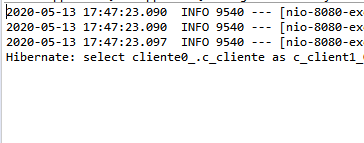 2020-05-13 17:47:23.090  INFO 9540 --- [nio-8080-ex
2020-05-13 17:47:23.090  INFO 9540 --- [nio-8080-ex
2020-05-13 17:47:23.097  INFO 9540 --- [nio-8080-ex
Hibernate: select cliente0_.c_cliente as c_client1_